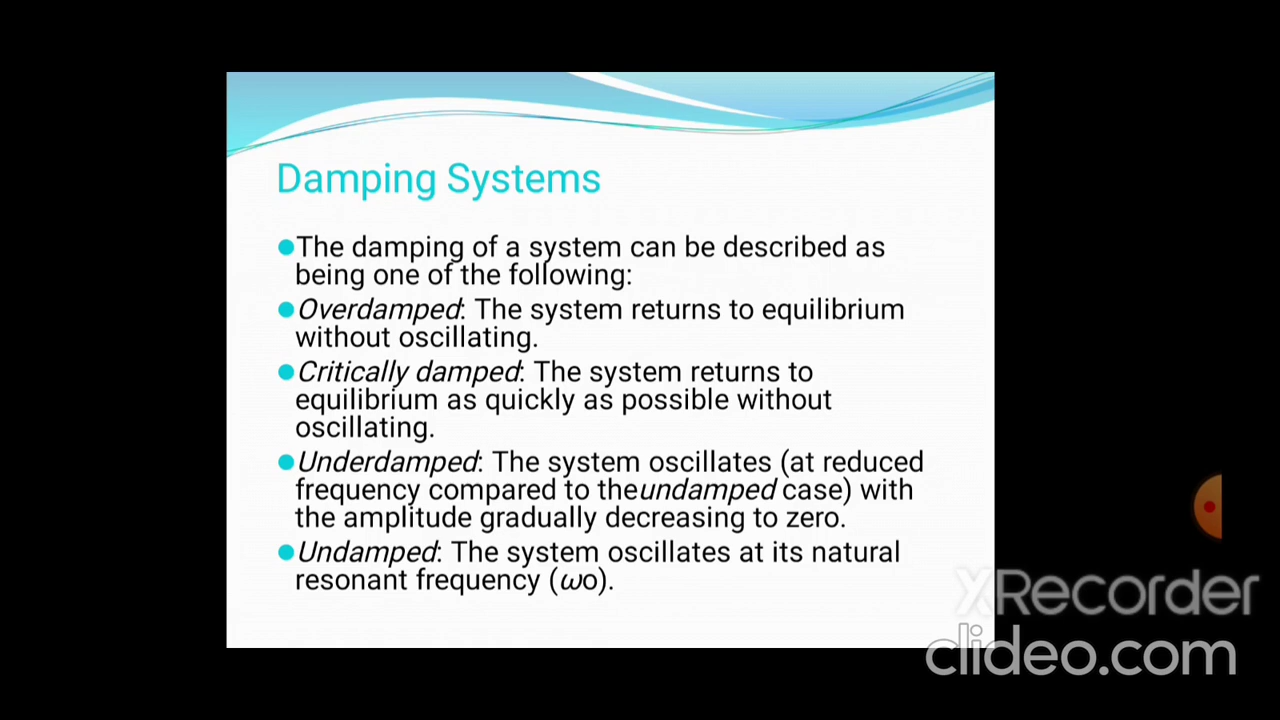 Damping Systems
The damping of a system can be described as
being one of the following:
Overdamped: The system returns to equilibrium
without oscillating.
Critically damped: The system returns to
equilibrium as quickly as possible without
oscillating.
Underdamped: The system oscillates (at reduced
frequency compared to theundamped case) with
the amplitude gradually decreasing to zero.
Undamped: The system oscillates at its natural
resonant frequency (ωo).
XRecorder
clideo.com